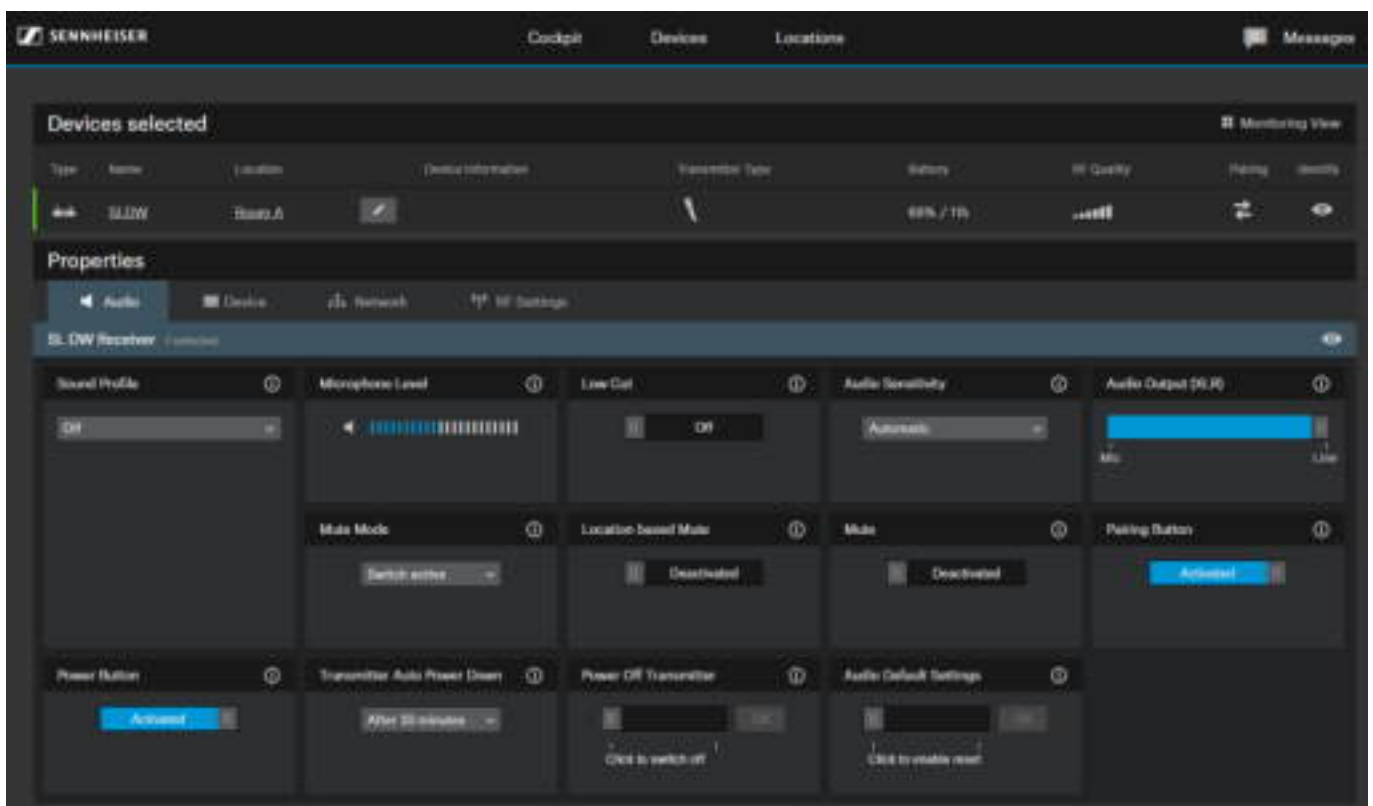 SENNHEISER Cockpit Devices Locations Messages
Devices selected Monitoring View
Type Name Location Device Information Transmitter Type Battery RF Quality Pairing Identify
SLDW Room A
Properties
Audio Device Network RF Settings
SL DW Receiver
Sound Profile Microphone Level Low Cut Audio Sensitivity Audio Output (XLR)
Off Off Automatic
Mic Line
Mute Mode Location based Mute Mute Pairing Button
Switch active Deactivated Deactivated Activated
Power Button Transmitter Auto Power Down Power Off Transmitter Audio Default Settings
Activated After minutes
Click to switch off Click to enable reset